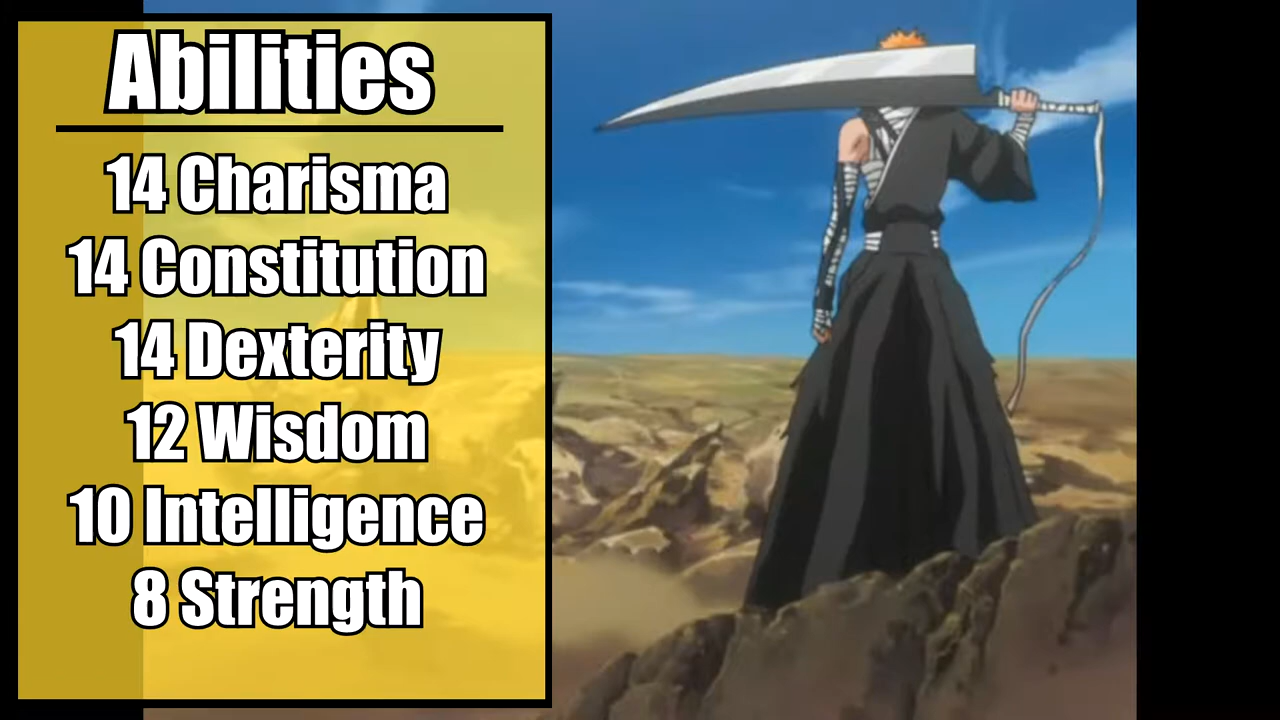 Abilities
14 Charisma
14 Constitution
14 Dexterity
12 Wisdom
10 Intelligence
8 Strength